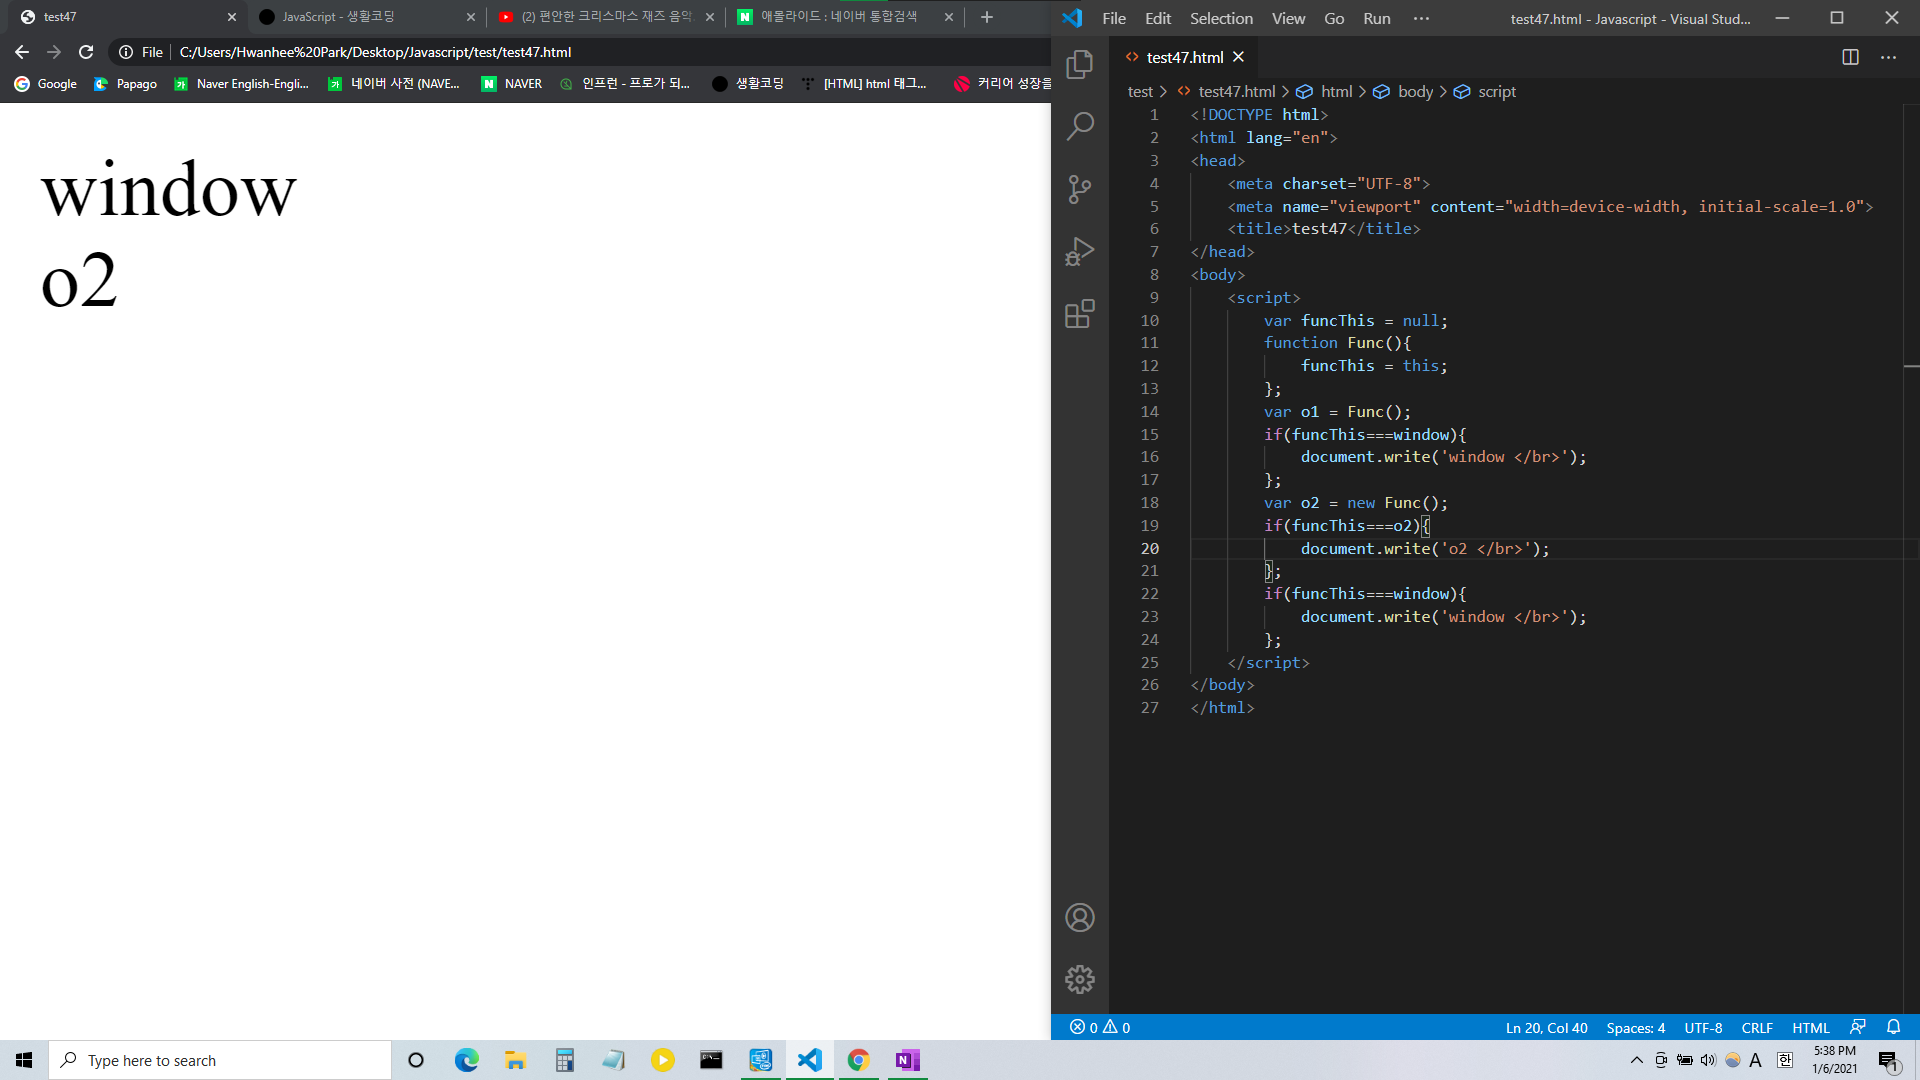 test47
JavaScript - 생활코딩
(2) 편안한 크리스마스 재즈 음악
애플라이드 : 네이버 통합검색
File C:/Users/Hwanhee%20Park/Desktop/Javascript/test/test47.html
Google Papago Naver English-Engli... 네이버 사전 (NAVE... NAVER 인프런 - 프로가 되... 생활코딩 [HTML] html 태그... 커리어 성장을
window
o2
File Edit Selection View Go Run ··· test47.html - Javascript - Visual Stud...
test47.html
test > test47.html > html > body > script
1 <!DOCTYPE html>
2 <html lang="en">
3 <head>
4 <meta charset="UTF-8">
5 <meta name="viewport" content="width=device-width, initial-scale=1.0">
6 <title>test47</title>
7 </head>
8 <body>
9 <script>
10 var funcThis = null;
11 function Func(){
12 funcThis = this;
13 };
14 var o1 = Func();
15 if(funcThis===window){
16 document.write('window </br>');
17 };
18 var o2 = new Func();
19 if(funcThis===o2){
20 document.write('o2 </br>');
21 };
22 if(funcThis===window){
23 document.write('window </br>');
24 };
25 </script>
26 </body>
27 </html>
0 0 Ln 20, Col 40 Spaces: 4 UTF-8 CRLF HTML
Type here to search
A 한 5:38 PM
1/6/2021
1